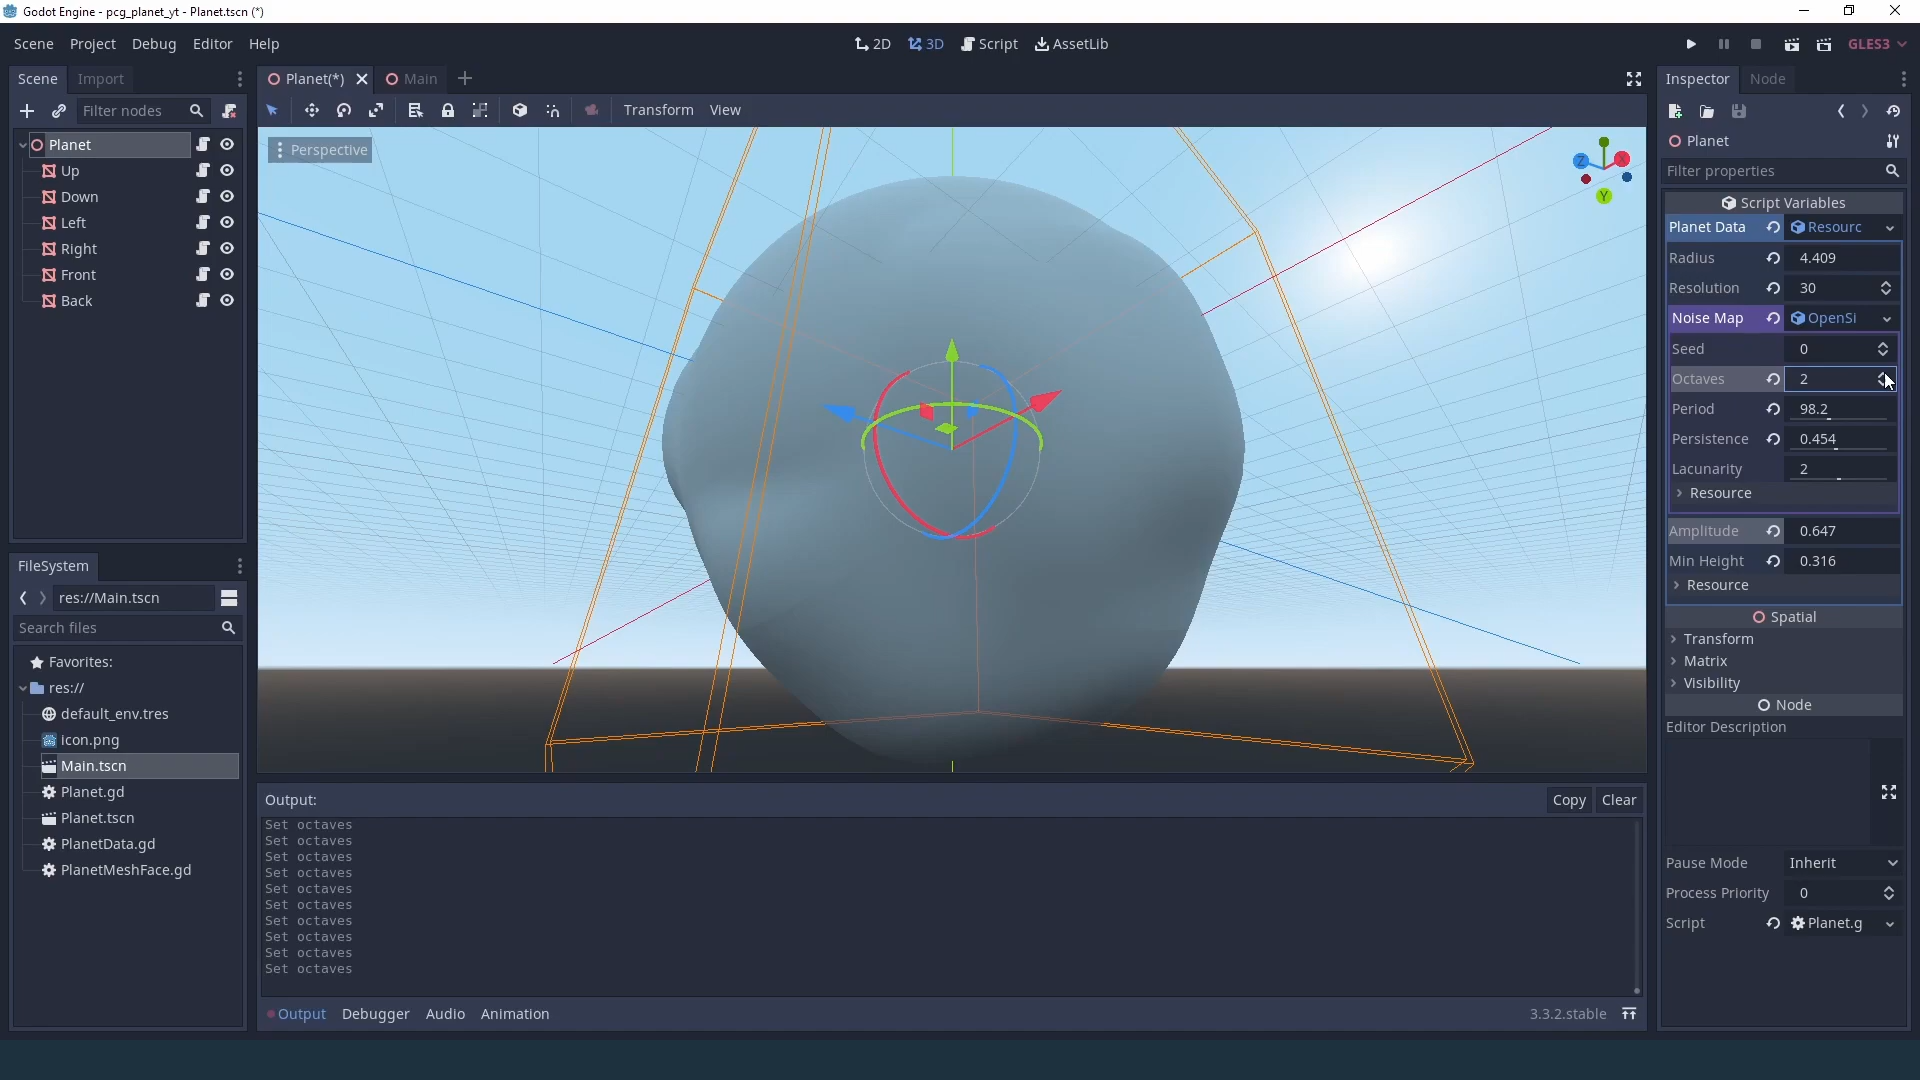 Godot Engine - pcg_planet_yt - Planet.tscn (*)
Scene Project Debug Editor Help
2D 3D Script AssetLib
GLES3
Scene Import
Filter nodes
Planet
Up
Down
Left
Right
Front
Back
FileSystem
res://Main.tscn
Search files
Favorites:
res://
default_env.tres
icon.png
Main.tscn
Planet.gd
Planet.tscn
PlanetData.gd
PlanetMeshFace.gd
Planet(*) Main
Transform View
Perspective
X
Y
Z
Output:
Copy Clear
Set octaves
Set octaves
Set octaves
Set octaves
Set octaves
Set octaves
Set octaves
Set octaves
Set octaves
Set octaves
Output Debugger Audio Animation
3.3.2.stable
Inspector Node
Planet
Filter properties
Script Variables
Planet Data Resourc
Radius 4.409
Resolution 30
Noise Map OpenSi
Seed 0
Octaves 2
Period 98.2
Persistence 0.454
Lacunarity 2
Resource
Amplitude 0.647
Min Height 0.316
Resource
Spatial
Transform
Matrix
Visibility
Node
Editor Description
Pause Mode Inherit
Process Priority 0
Script Planet.g